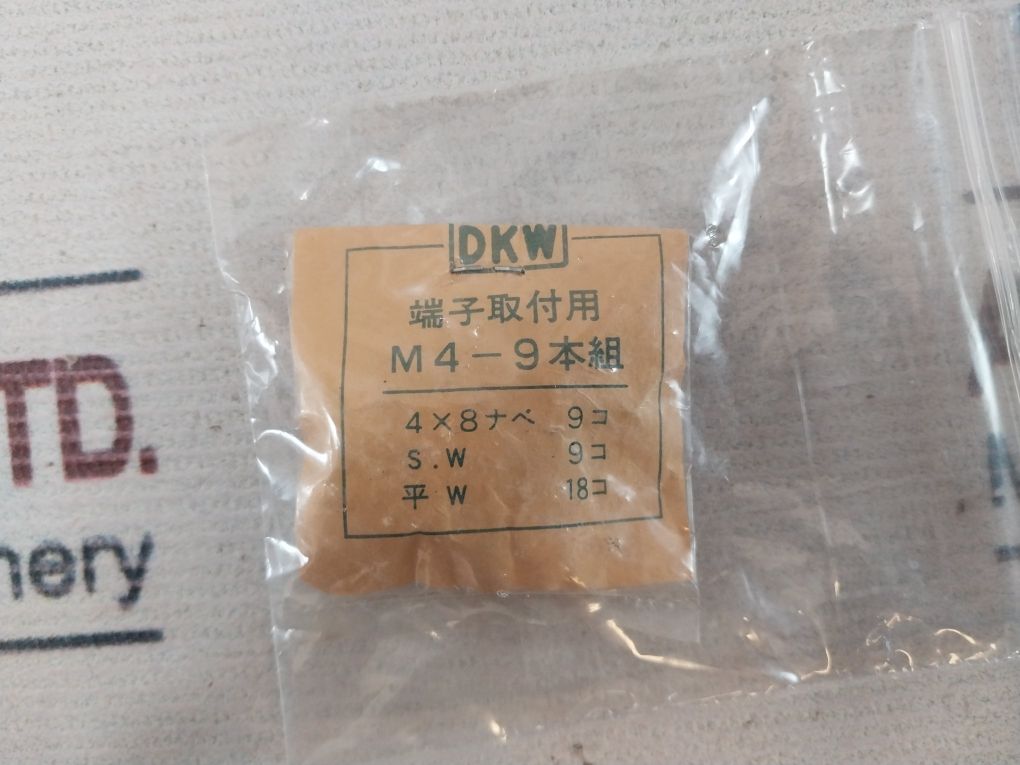 DKW
端子取付用
M4-9本組
4×8ナベ 9コ
S.W 9コ
平W 18コ
TD.
nery